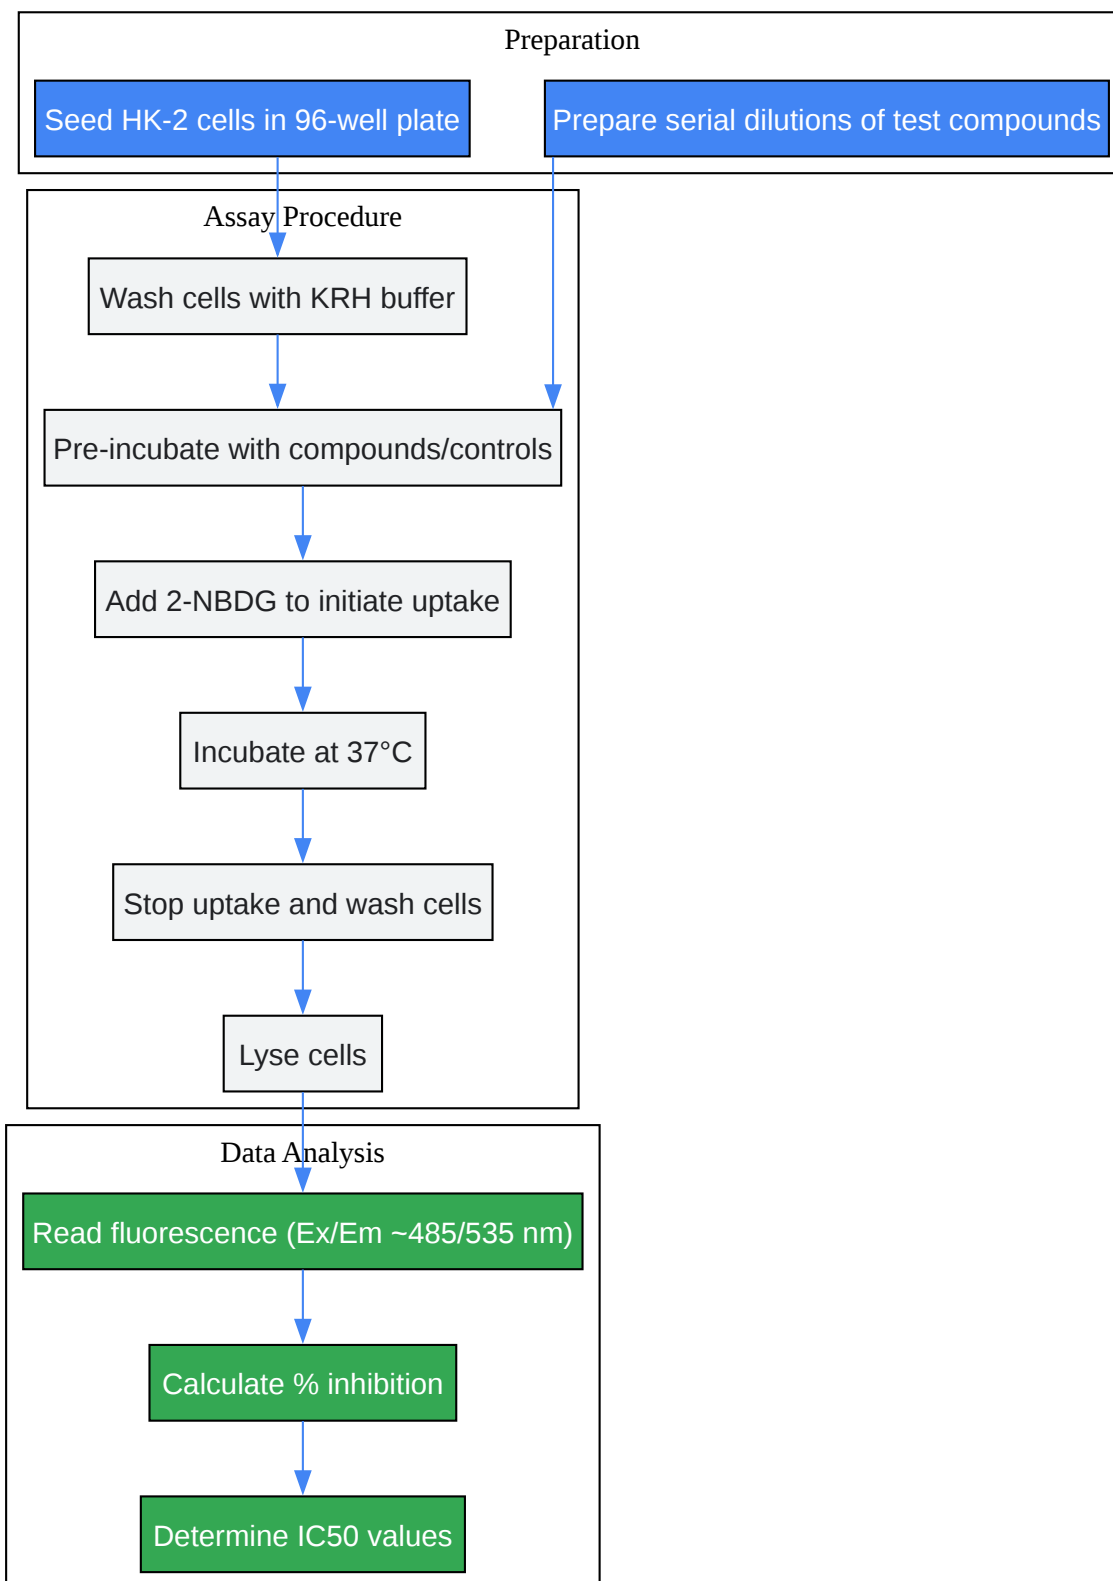 Preparation
Seed HK-2 cells in 96-well plate
Prepare serial dilutions of test compounds
Assay Procedure
Wash cells with KRH buffer
Pre-incubate with compounds/controls
Add 2-NBDG to initiate uptake
Incubate at 37°C
Stop uptake and wash cells
Lyse cells
Data Analysis
Read fluorescence (Ex/Em ~485/535 nm)
Calculate % inhibition
Determine IC50 values